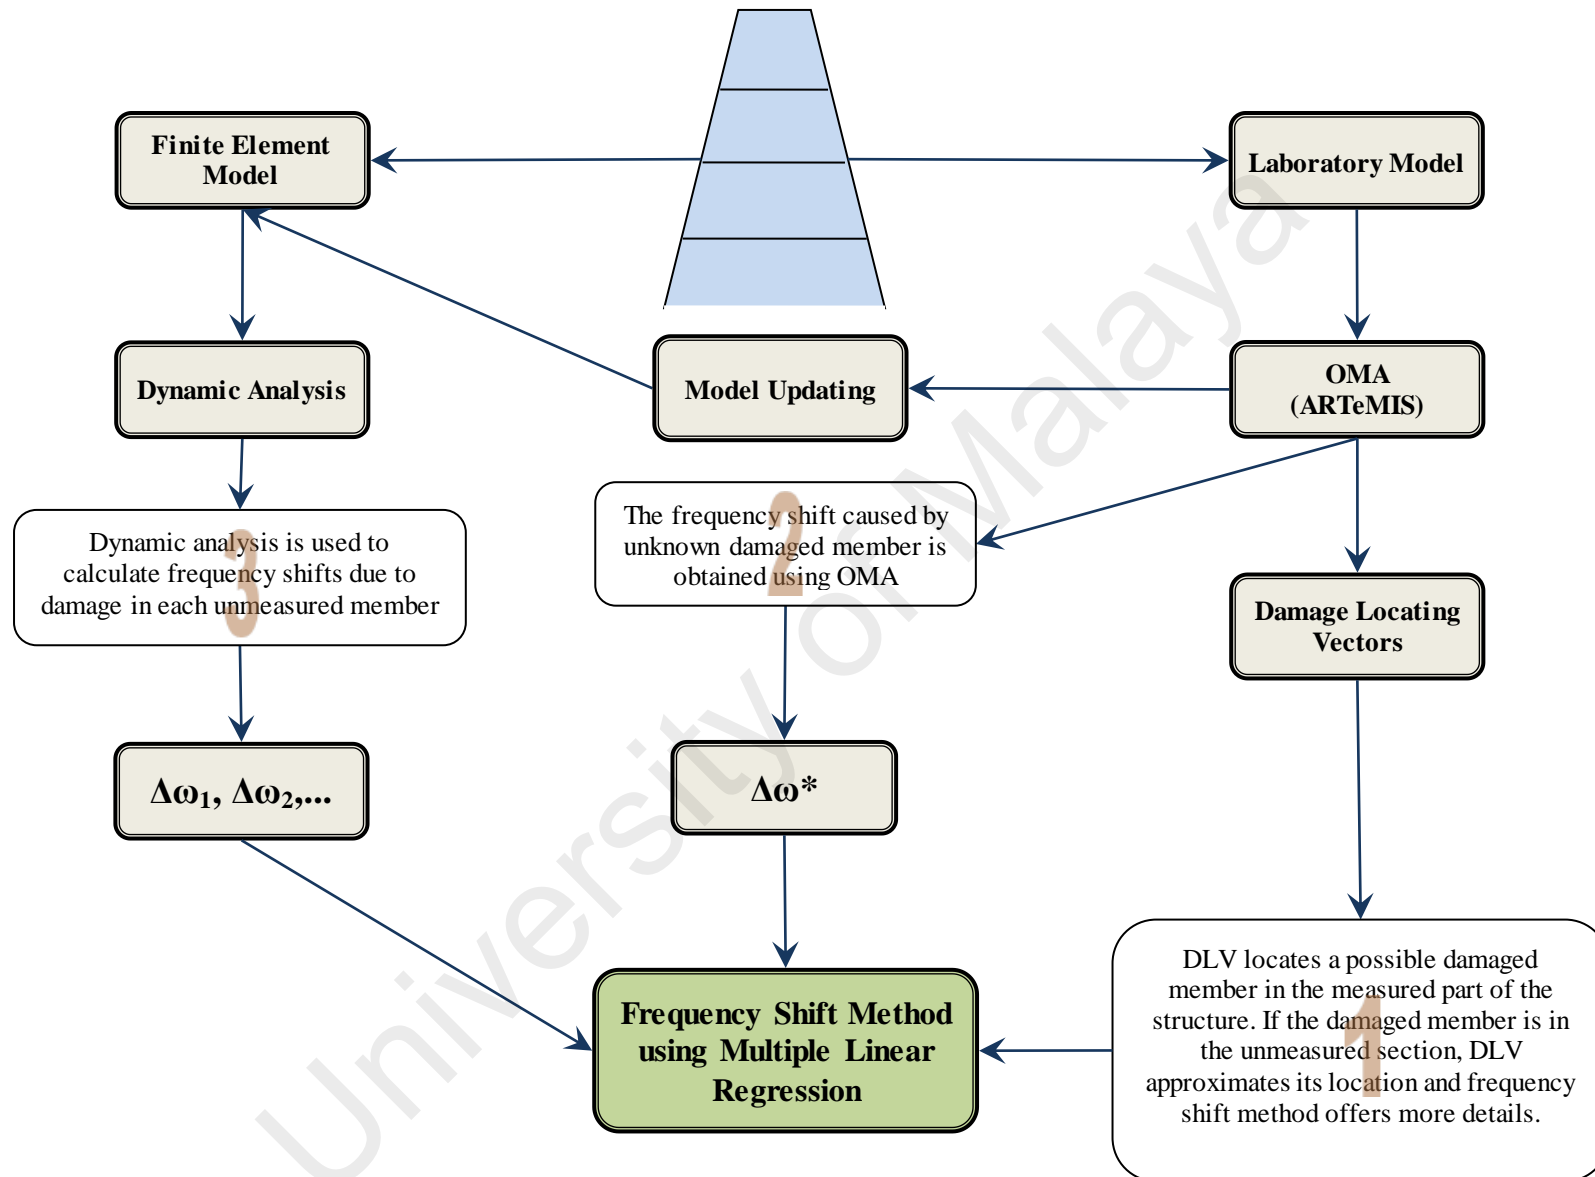 Finite Element
Model
Laboratory Model
Dynamic Analysis
Model Updating
OMA
(ARTeMIS)
3
Dynamic analysis is used to
calculate frequency shifts due to
damage in each unmeasured member
2
The frequency shift caused by
unknown damaged member is
obtained using OMA
Damage Locating
Vectors
Δω₁, Δω₂,...
Δω*
Frequency Shift Method
using Multiple Linear
Regression
1
DLV locates a possible damaged
member in the measured part of the
structure. If the damaged member is in
the unmeasured section, DLV
approximates its location and frequency
shift method offers more details.
University of Malaya